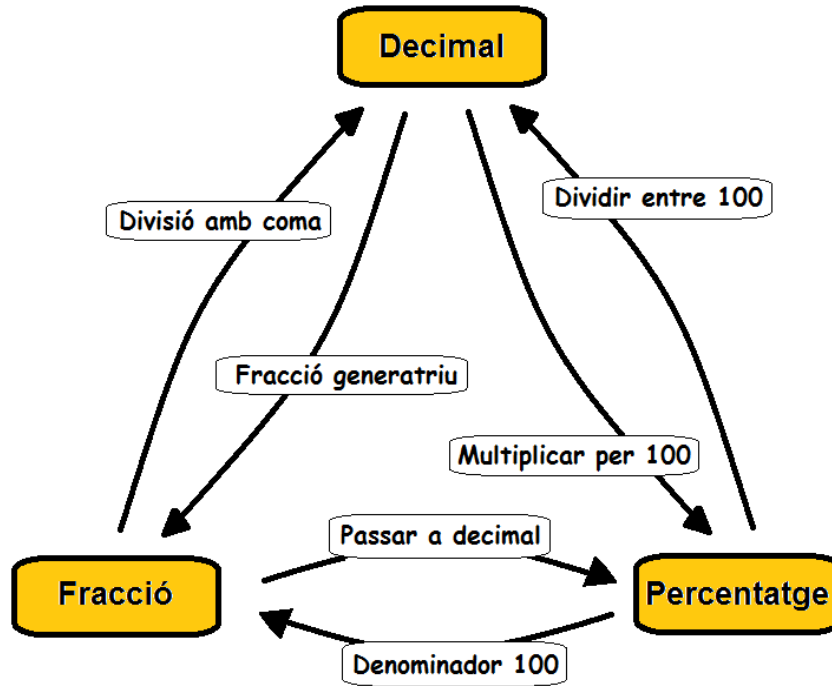 Decimal
Divisió amb coma
Dividir entre 100
Fracció generatriu
Multiplicar per 100
Passar a decimal
Fracció
Percentatge
Denominador 100